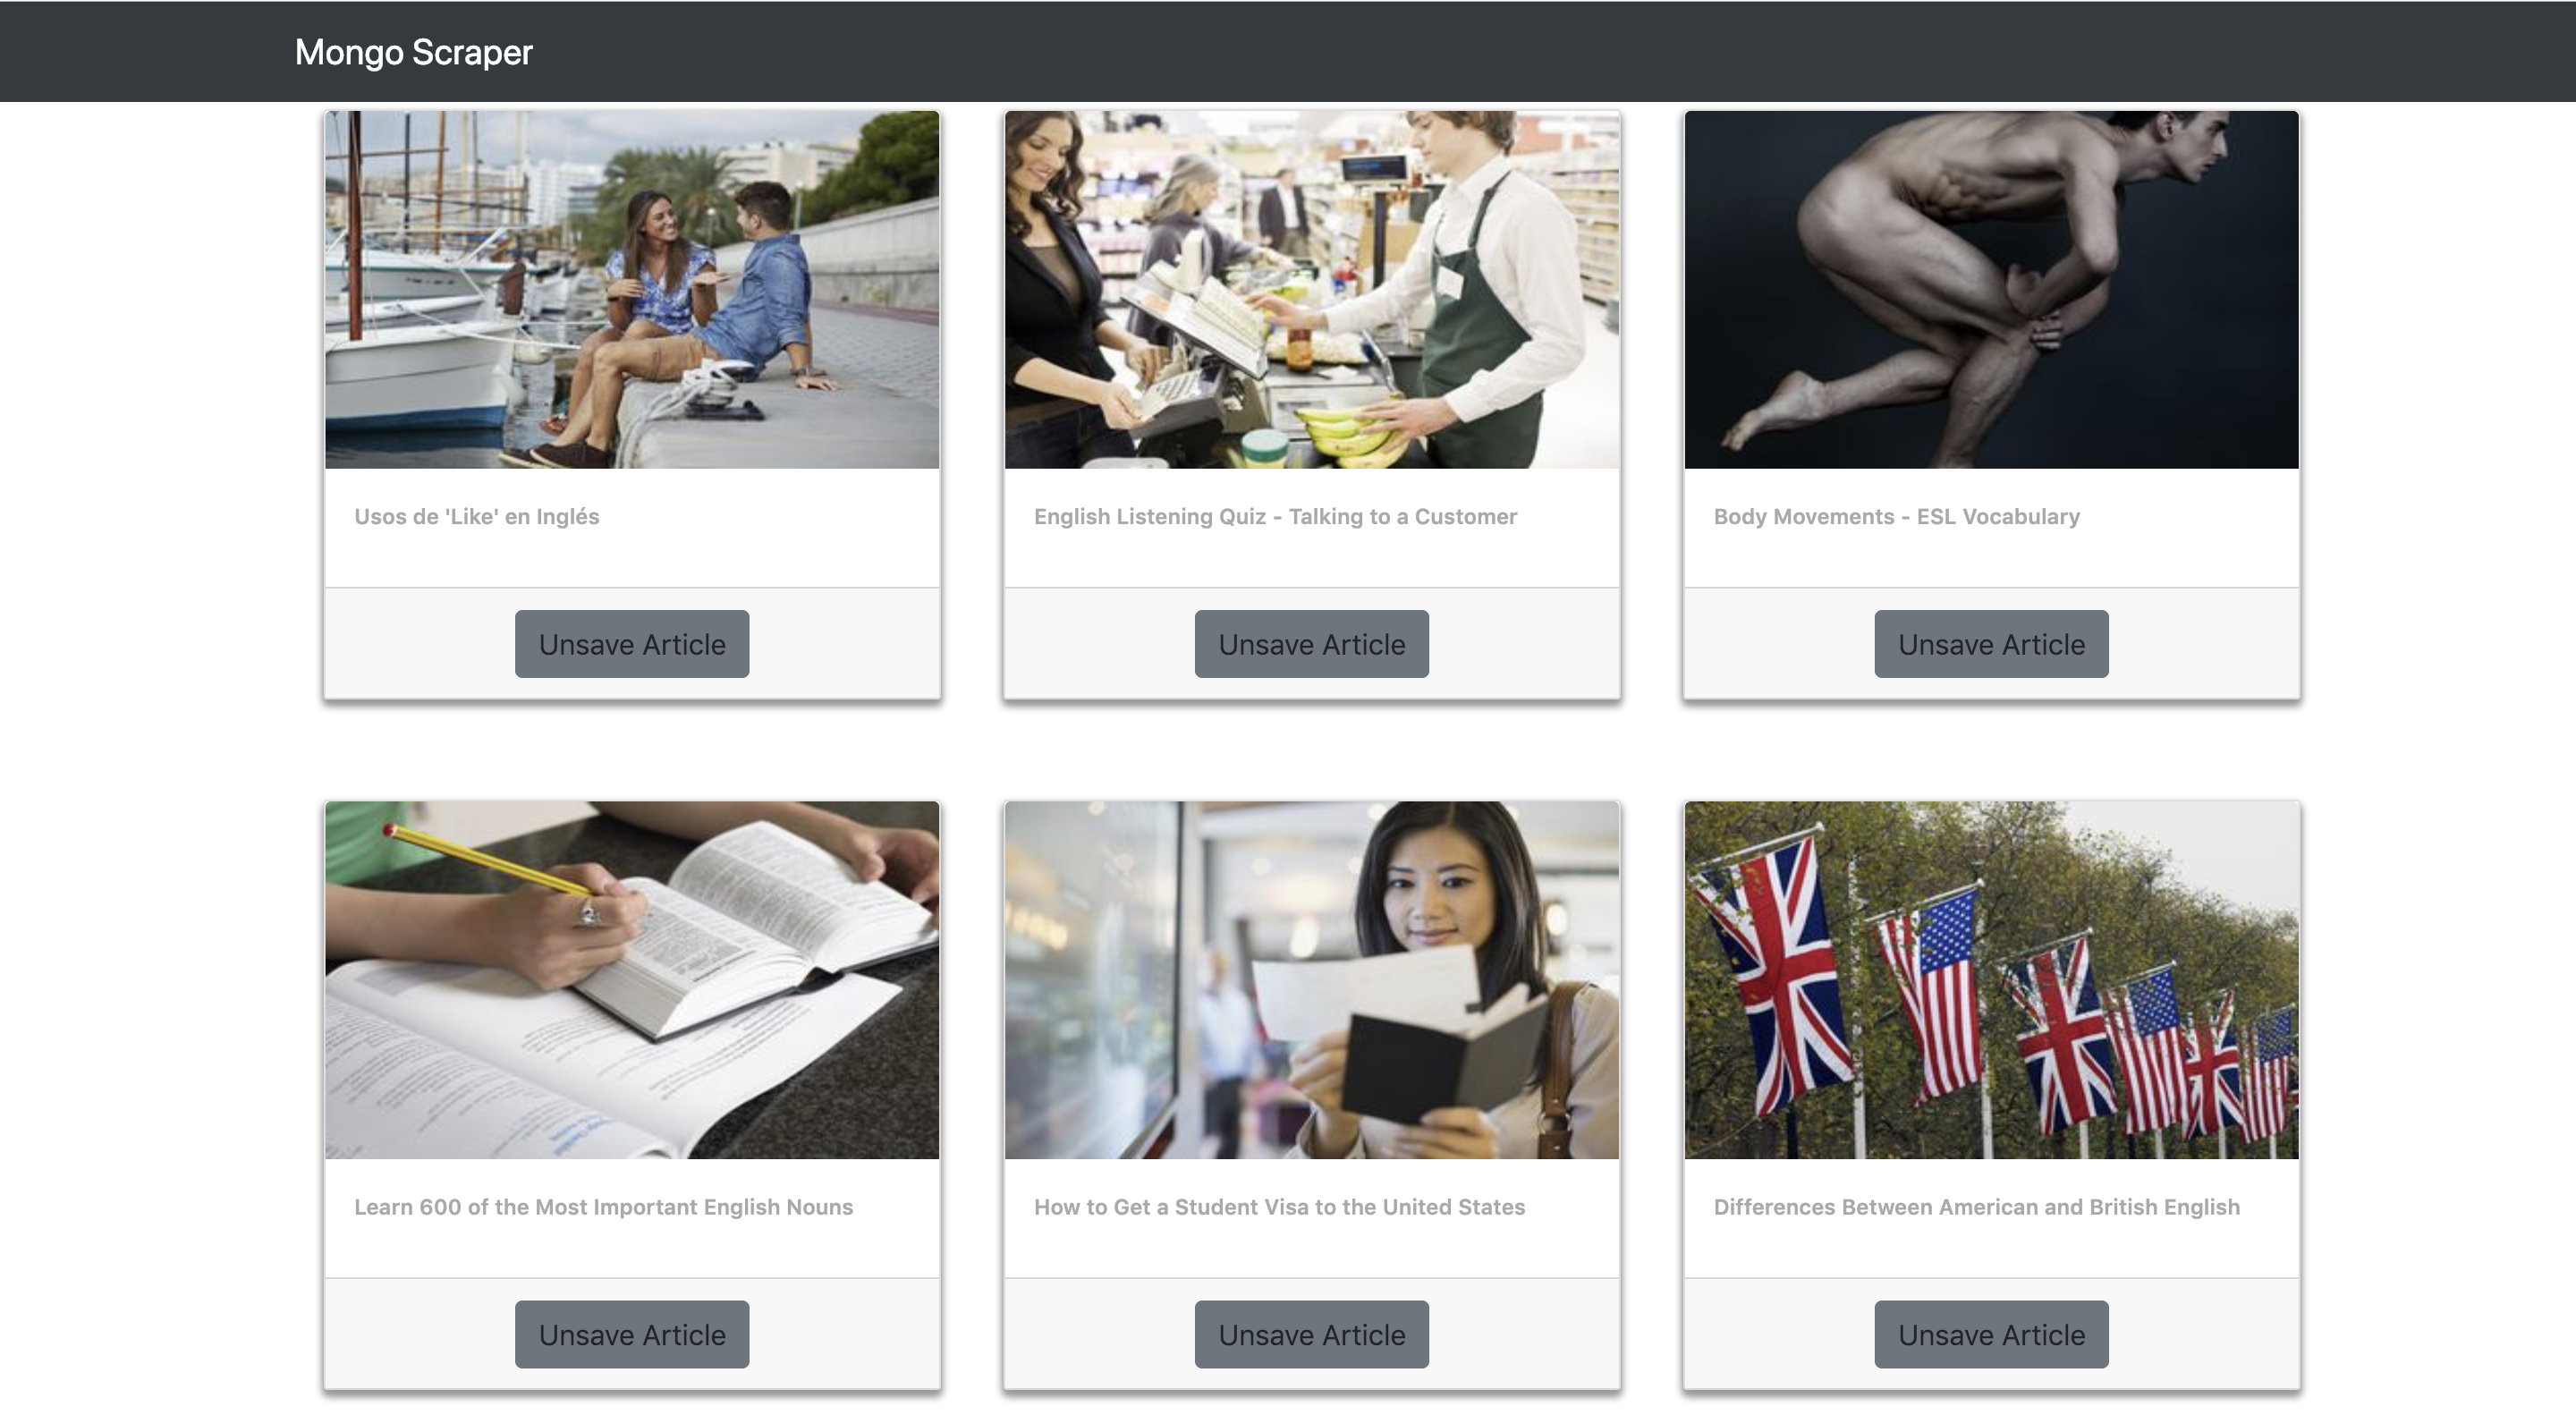 Mongo Scraper
Usos de 'Like' en Inglés
English Listening Quiz - Talking to a Customer
Body Movements - ESL Vocabulary
Unsave Article
Unsave Article
Unsave Article
Learn 600 of the Most Important English Nouns
How to Get a Student Visa to the United States
Differences Between American and British English
Unsave Article
Unsave Article
Unsave Article